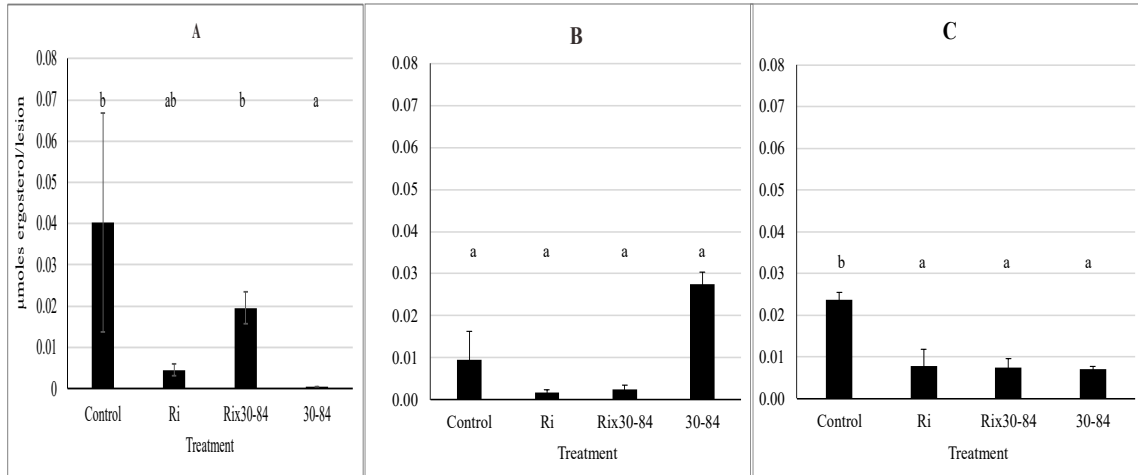 A
0.08
0.07
0.06
0.05
0.04
0.03
0.02
0.01
0
µmoles ergosterol/lesion
b ab b a
Control Ri Rix30-84 30-84
Treatment
B
0.08
0.07
0.06
0.05
0.04
0.03
0.02
0.01
0.00
a a a a
Control Ri Rix30-84 30-84
Treatment
C
0.08
0.07
0.06
0.05
0.04
0.03
0.02
0.01
0.00
b a a a
Control Ri Rix30-84 30-84
Treatment